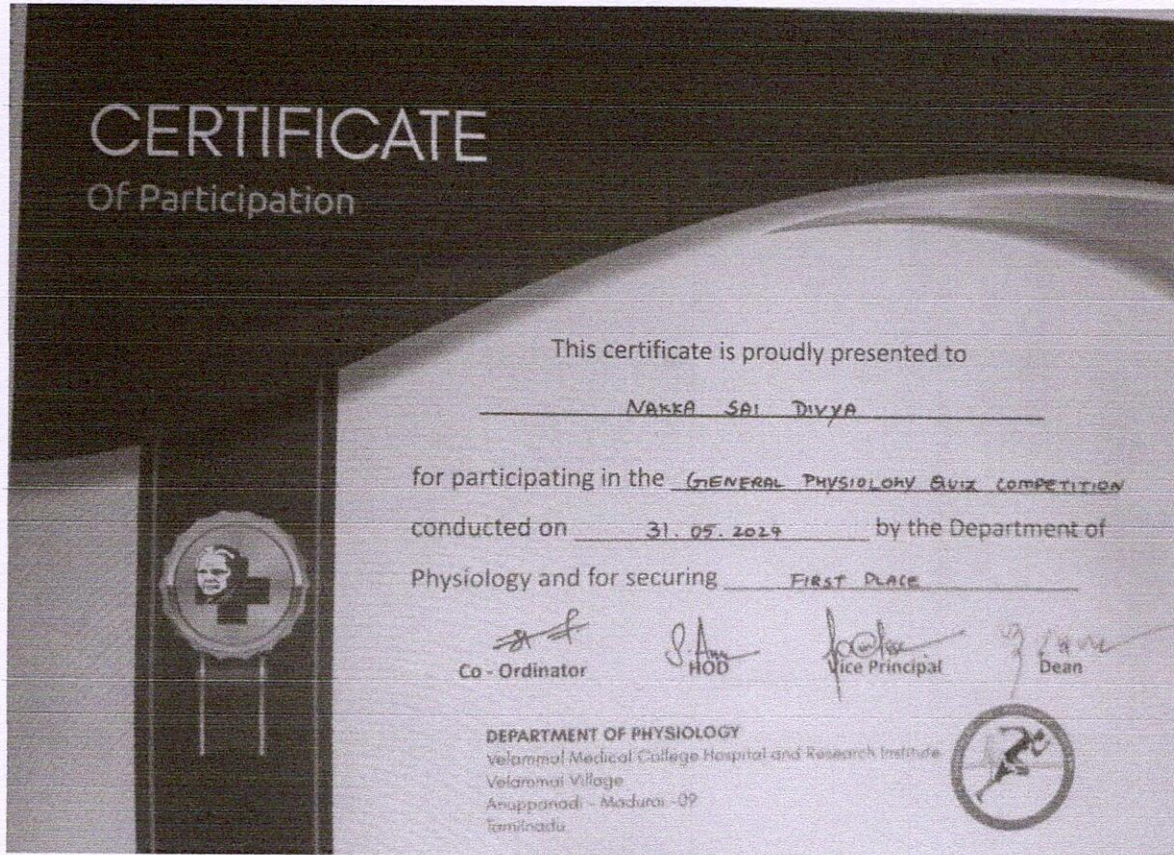 CERTIFICATE
Of Participation
This certificate is proudly presented to
NAKKA SAI DIVYA
for participating in the GENERAL PHYSIOLOGY QUIZ COMPETITION
conducted on 31.05.2024 by the Department of
Physiology and for securing FIRST PLACE
Co - Ordinator HOD Vice Principal Dean
DEPARTMENT OF PHYSIOLOGY
Velammal Medical College Hospital and Research Institute
Velammal Village
Anuppanadi - Madurai -09
Tamilnadu